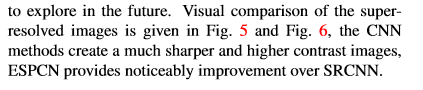 to explore in the future. Visual comparison of the super-
resolved images is given in Fig. 5 and Fig. 6, the CNN
methods create a much sharper and higher contrast images,
ESPCN provides noticeably improvement over SRCNN.